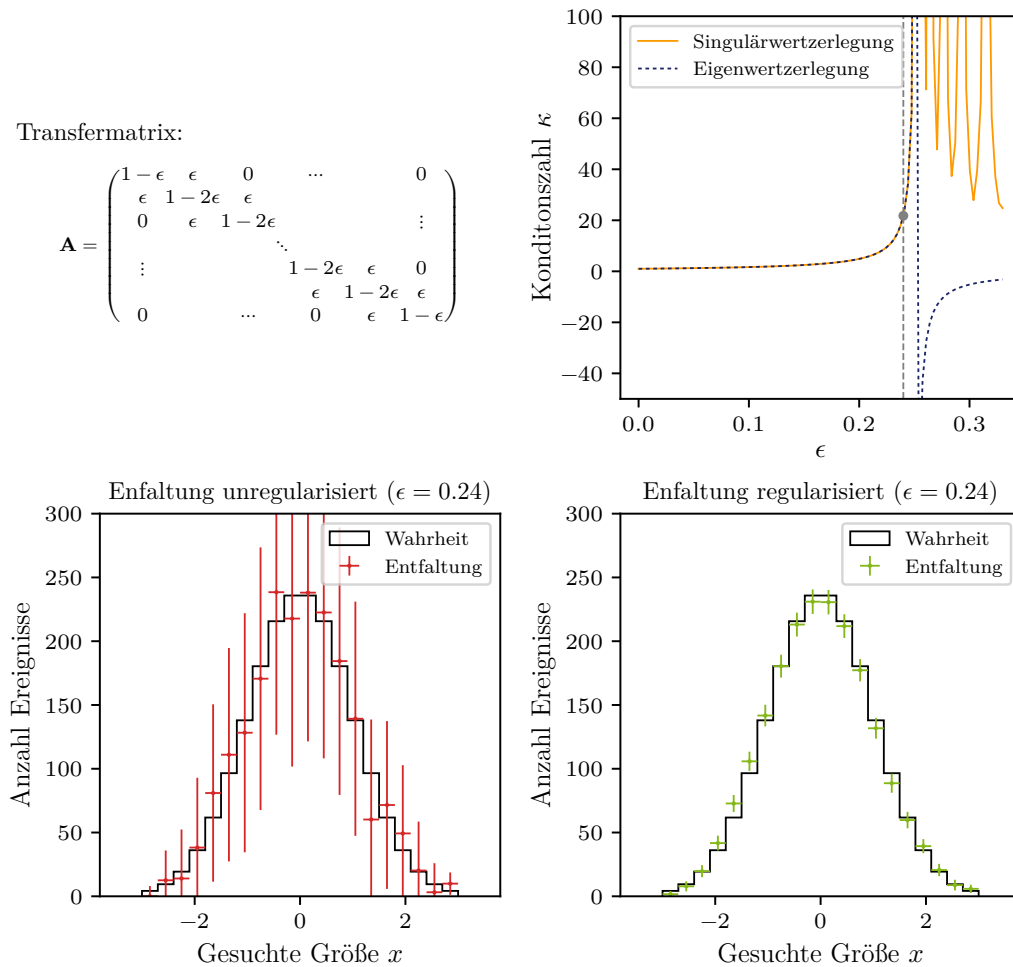 Transfermatrix:
A =
1 − ϵ ϵ 0 ... 0
ϵ 1 − 2ϵ ϵ
0 ϵ 1 − 2ϵ ⋮
⋱
⋮ 1 − 2ϵ ϵ 0
ϵ 1 − 2ϵ ϵ
0 ... 0 ϵ 1 − ϵ
100
80
60
40
20
0
−20
−40
Konditonszahl κ
Singulärwertzerlegung
Eigenwertzerlegung
0.0 0.1 0.2 0.3
ϵ
Enfaltung unregularisiert (ϵ = 0.24)
300
250
200
150
100
50
0
Anzahl Ereignisse
Wahrheit
Entfaltung
−2 0 2
Gesuchte Größe x
Enfaltung regularisiert (ϵ = 0.24)
300
250
200
150
100
50
0
Anzahl Ereignisse
Wahrheit
Entfaltung
−2 0 2
Gesuchte Größe x